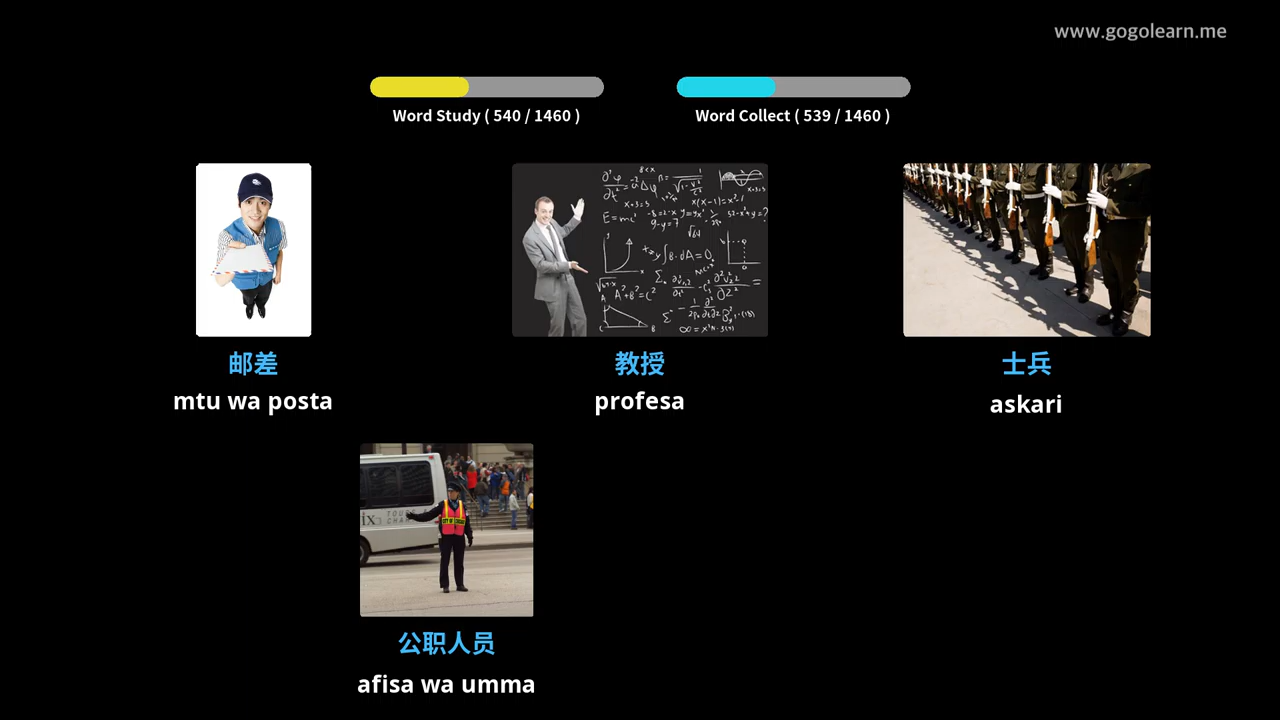 www.gogolearn.me
Word Study ( 540 / 1460 )
Word Collect ( 539 / 1460 )
邮差
教授
士兵
mtu wa posta
profesa
askari
公职人员
afisa wa umma